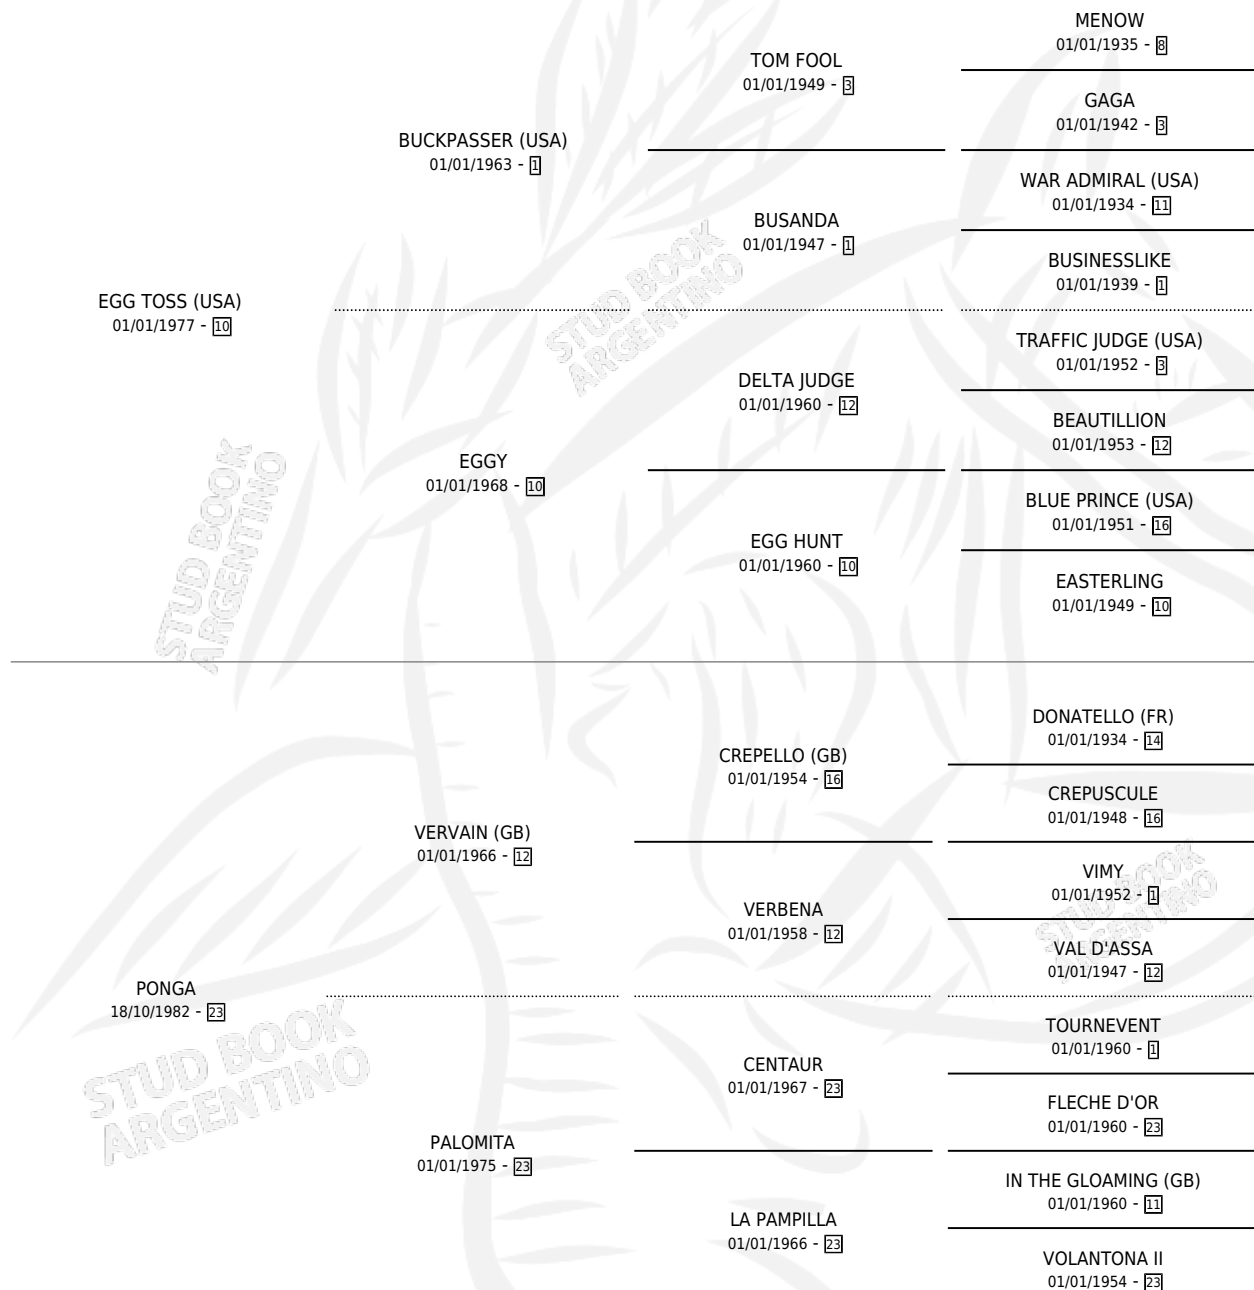 MENOW
01/01/1935 - 8
TOM FOOL
01/01/1949 - 3
GAGA
01/01/1942 - 3
BUCKPASSER (USA)
01/01/1963 - 1
WAR ADMIRAL (USA)
01/01/1934 - 11
BUSANDA
01/01/1947 - 1
BUSINESSLIKE
01/01/1939 - 1
EGG TOSS (USA)
01/01/1977 - 10
TRAFFIC JUDGE (USA)
01/01/1952 - 3
DELTA JUDGE
01/01/1960 - 12
BEAUTILLION
01/01/1953 - 12
EGGY
01/01/1968 - 10
BLUE PRINCE (USA)
01/01/1951 - 16
EGG HUNT
01/01/1960 - 10
EASTERLING
01/01/1949 - 10
DONATELLO (FR)
01/01/1934 - 14
CREPELLO (GB)
01/01/1954 - 16
CREPUSCULE
01/01/1948 - 16
VERVAIN (GB)
01/01/1966 - 12
VIMY
01/01/1952 - 1
VERBENA
01/01/1958 - 12
VAL D'ASSA
01/01/1947 - 12
PONGA
18/10/1982 - 23
TOURNEVENT
01/01/1960 - 1
CENTAUR
01/01/1967 - 23
FLECHE D'OR
01/01/1960 - 23
PALOMITA
01/01/1975 - 23
IN THE GLOAMING (GB)
01/01/1960 - 11
LA PAMPILLA
01/01/1966 - 23
VOLANTONA II
01/01/1954 - 23
STUD BOOK
ARGENTINO
STUD BOOK
ARGENTINO
STUD BOOK
ARGENTINO
STUD BOOK
ARGENTINO